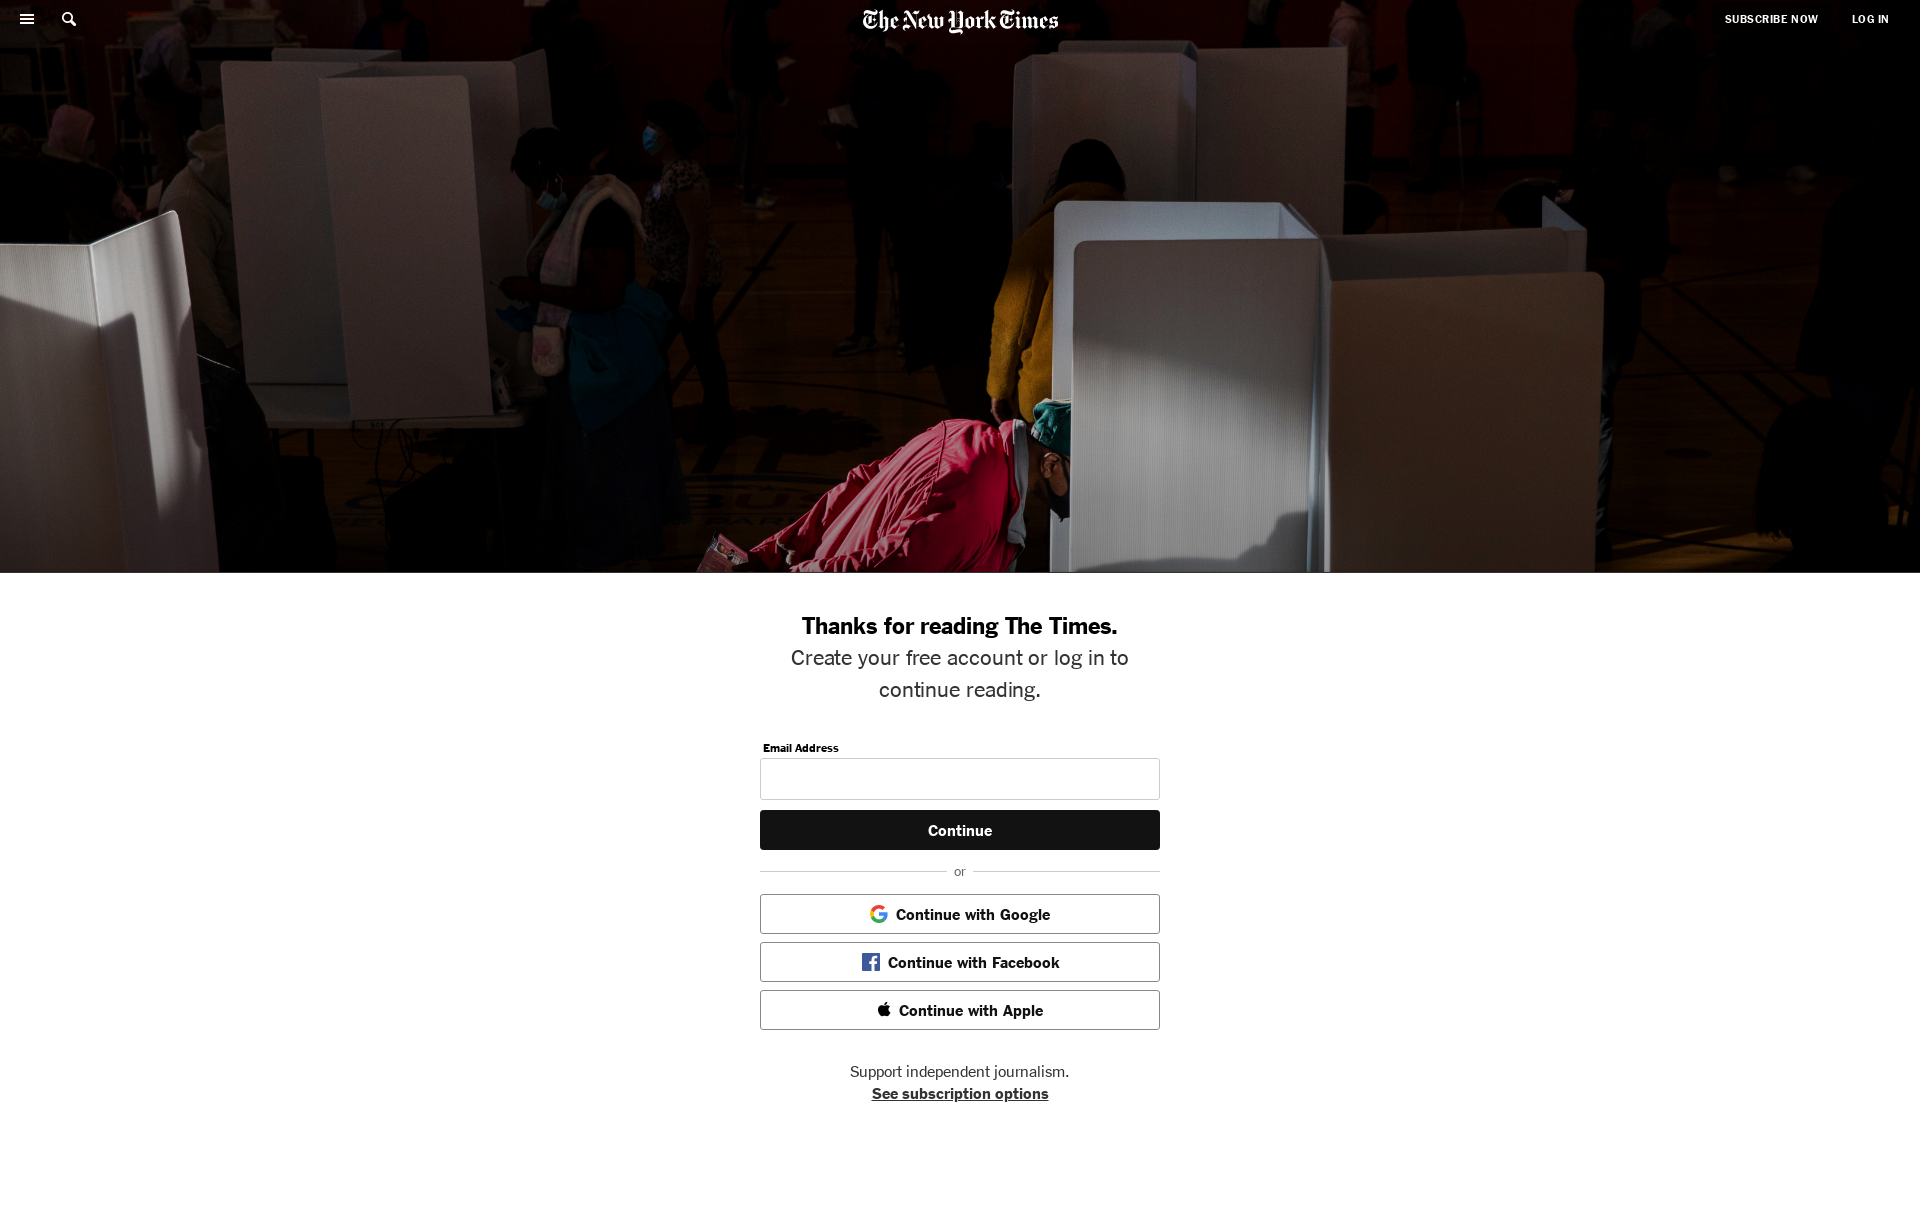 The New York Times
SUBSCRIBE NOW
LOG IN
Thanks for reading The Times.
Create your free account or log in to
continue reading.
Email Address
Continue
or
Continue with Google
Continue with Facebook
Continue with Apple
Support independent journalism.
See subscription options